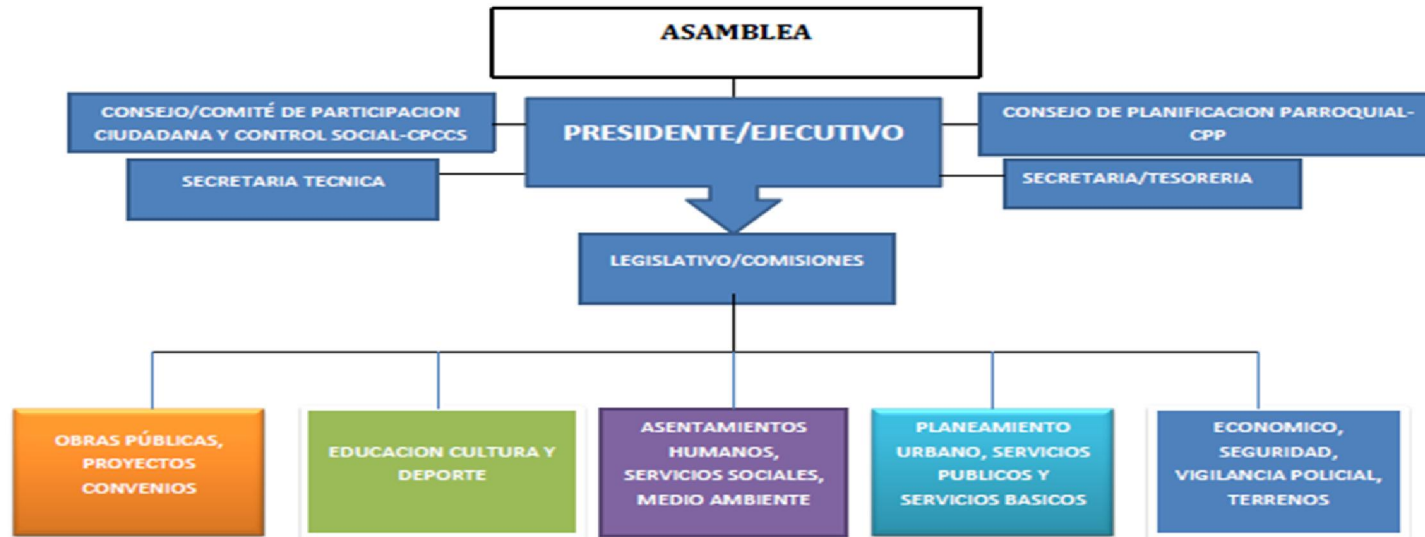 ASAMBLEA
CONSEJO/COMITÉ DE PARTICIPACION
CIUDADANA Y CONTROL SOCIAL-CPCCS
PRESIDENTE/EJECUTIVO
CONSEJO DE PLANIFICACION PARROQUIAL-
CPP
SECRETARIA TECNICA
SECRETARIA/TESORERIA
LEGISLATIVO/COMISIONES
OBRAS PÚBLICAS,
PROYECTOS
CONVENIOS
EDUCACION CULTURA Y
DEPORTE
ASENTAMIENTOS
HUMANOS,
SERVICIOS SOCIALES,
MEDIO AMBIENTE
PLANEAMIENTO
URBANO, SERVICIOS
PUBLICOS Y
SERVICIOS BASICOS
ECONOMICO,
SEGURIDAD,
VIGILANCIA POLICIAL,
TERRENOS